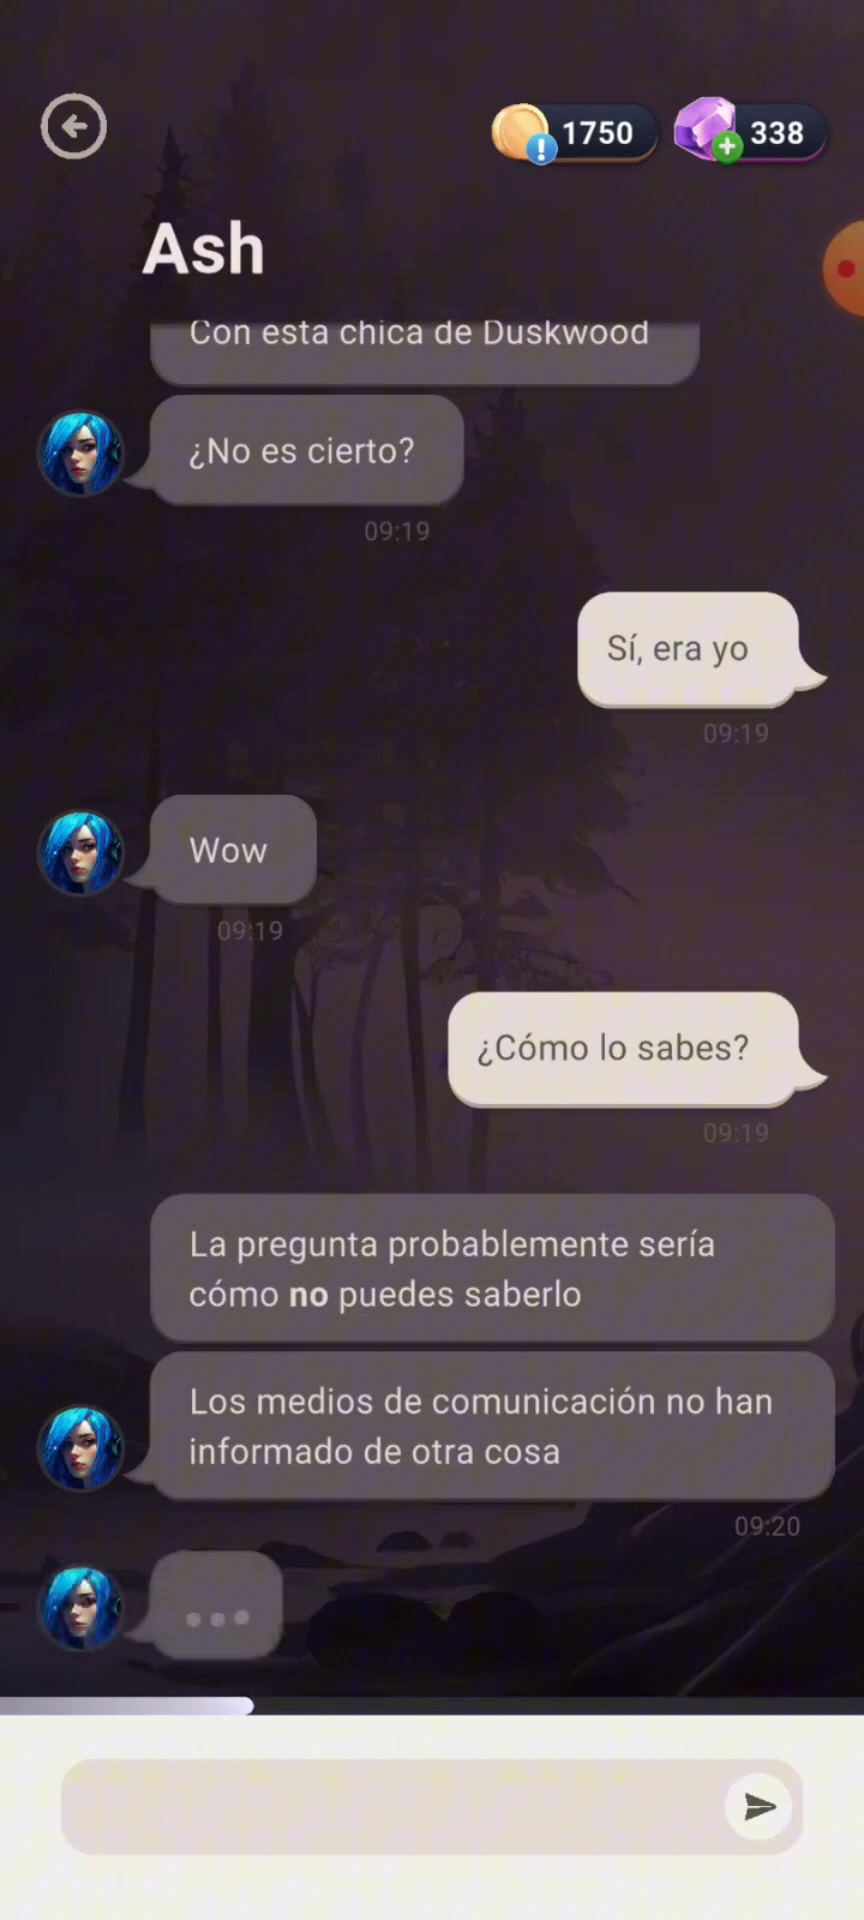 1750
338
Ash
Con esta chica de Duskwood
¿No es cierto?
09:19
Sí, era yo
09:19
Wow
09:19
¿Cómo lo sabes?
09:19
La pregunta probablemente sería
cómo no puedes saberlo
Los medios de comunicación no han
informado de otra cosa
09:20